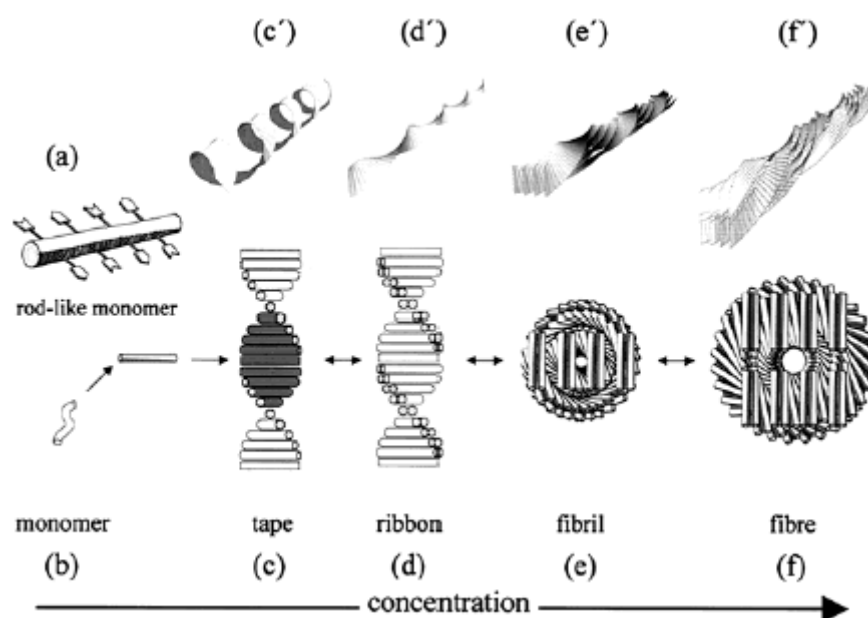 (c´) (d´) (e´) (f´)
(a)
rod-like monomer
monomer tape ribbon fibril fibre
(b) (c) (d) (e) (f)
concentration